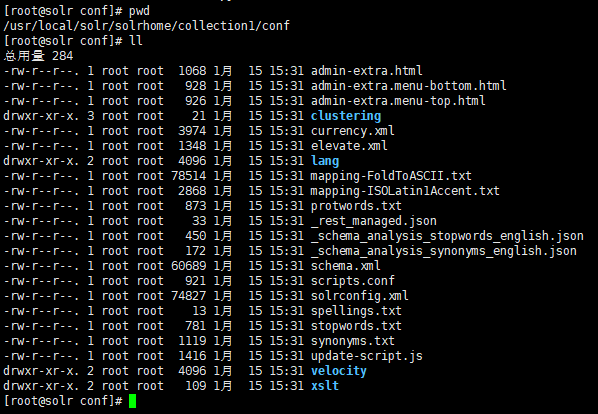 [root@solr conf]# pwd
/usr/local/solr/solrhome/collection1/conf
[root@solr conf]# ll
总用量 284
-rw-r--r--. 1 root root  1068 1月  15 15:31 admin-extra.html
-rw-r--r--. 1 root root   928 1月  15 15:31 admin-extra.menu-bottom.html
-rw-r--r--. 1 root root   926 1月  15 15:31 admin-extra.menu-top.html
drwxr-xr-x. 3 root root    21 1月  15 15:31 clustering
-rw-r--r--. 1 root root  3974 1月  15 15:31 currency.xml
-rw-r--r--. 1 root root  1348 1月  15 15:31 elevate.xml
drwxr-xr-x. 2 root root  4096 1月  15 15:31 lang
-rw-r--r--. 1 root root 78514 1月  15 15:31 mapping-FoldToASCII.txt
-rw-r--r--. 1 root root  2868 1月  15 15:31 mapping-ISOLatin1Accent.txt
-rw-r--r--. 1 root root   873 1月  15 15:31 protwords.txt
-rw-r--r--. 1 root root    33 1月  15 15:31 _rest_managed.json
-rw-r--r--. 1 root root   450 1月  15 15:31 _schema_analysis_stopwords_english.json
-rw-r--r--. 1 root root   172 1月  15 15:31 _schema_analysis_synonyms_english.json
-rw-r--r--. 1 root root 60689 1月  15 15:31 schema.xml
-rw-r--r--. 1 root root   921 1月  15 15:31 scripts.conf
-rw-r--r--. 1 root root 74827 1月  15 15:31 solrconfig.xml
-rw-r--r--. 1 root root    13 1月  15 15:31 spellings.txt
-rw-r--r--. 1 root root   781 1月  15 15:31 stopwords.txt
-rw-r--r--. 1 root root  1119 1月  15 15:31 synonyms.txt
-rw-r--r--. 1 root root  1416 1月  15 15:31 update-script.js
drwxr-xr-x. 2 root root  4096 1月  15 15:31 velocity
drwxr-xr-x. 2 root root   109 1月  15 15:31 xslt
[root@solr conf]#